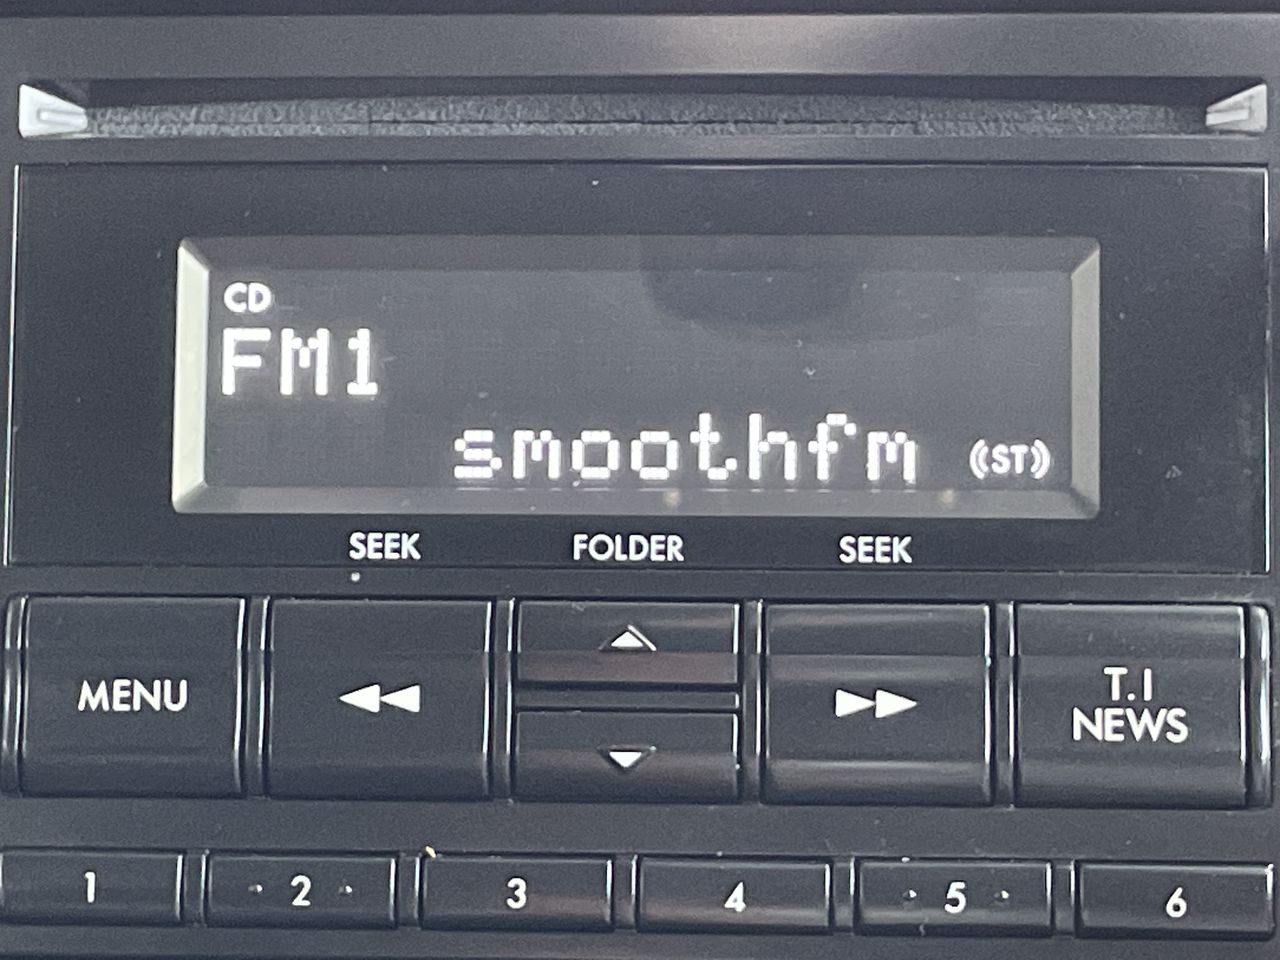 CD
FM1
smoothfm (ST)
SEEK FOLDER SEEK
MENU
T.I
NEWS
1 2 3 4 5 6